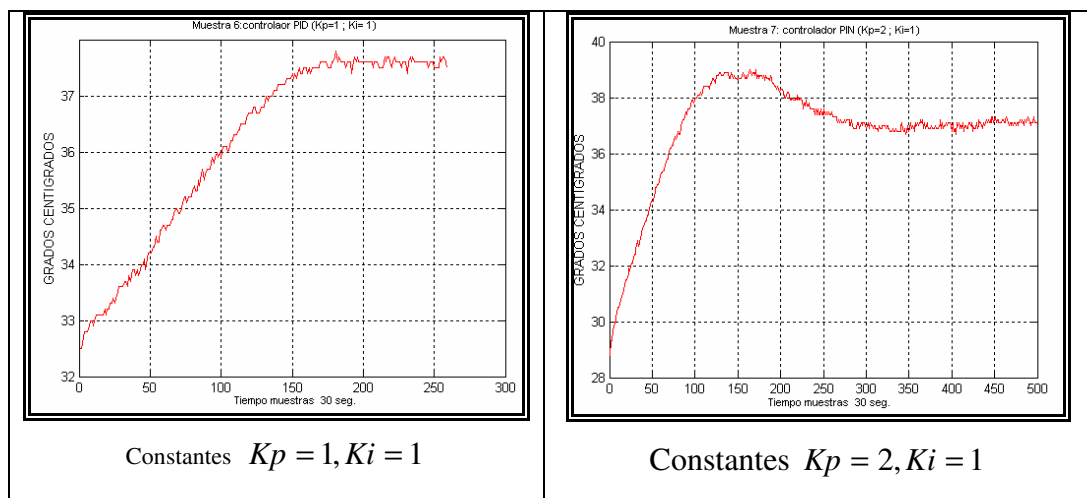 Muestra 6:controlaor PID (Kp=1 ; Ki= 1)
GRADOS CENTIGRADOS
37
36
35
34
33
32
0 50 100 150 200 250 300
Tiempo muestras 30 seg.
Constantes Kp = 1, Ki = 1
Muestra 7: controlador PIN (Kp=2 ; Ki=1)
GRADOS CENTIGRADOS
40
38
36
34
32
30
28
0 50 100 150 200 250 300 350 400 450 500
Tiempo muestras 30 seg.
Constantes Kp = 2, Ki = 1